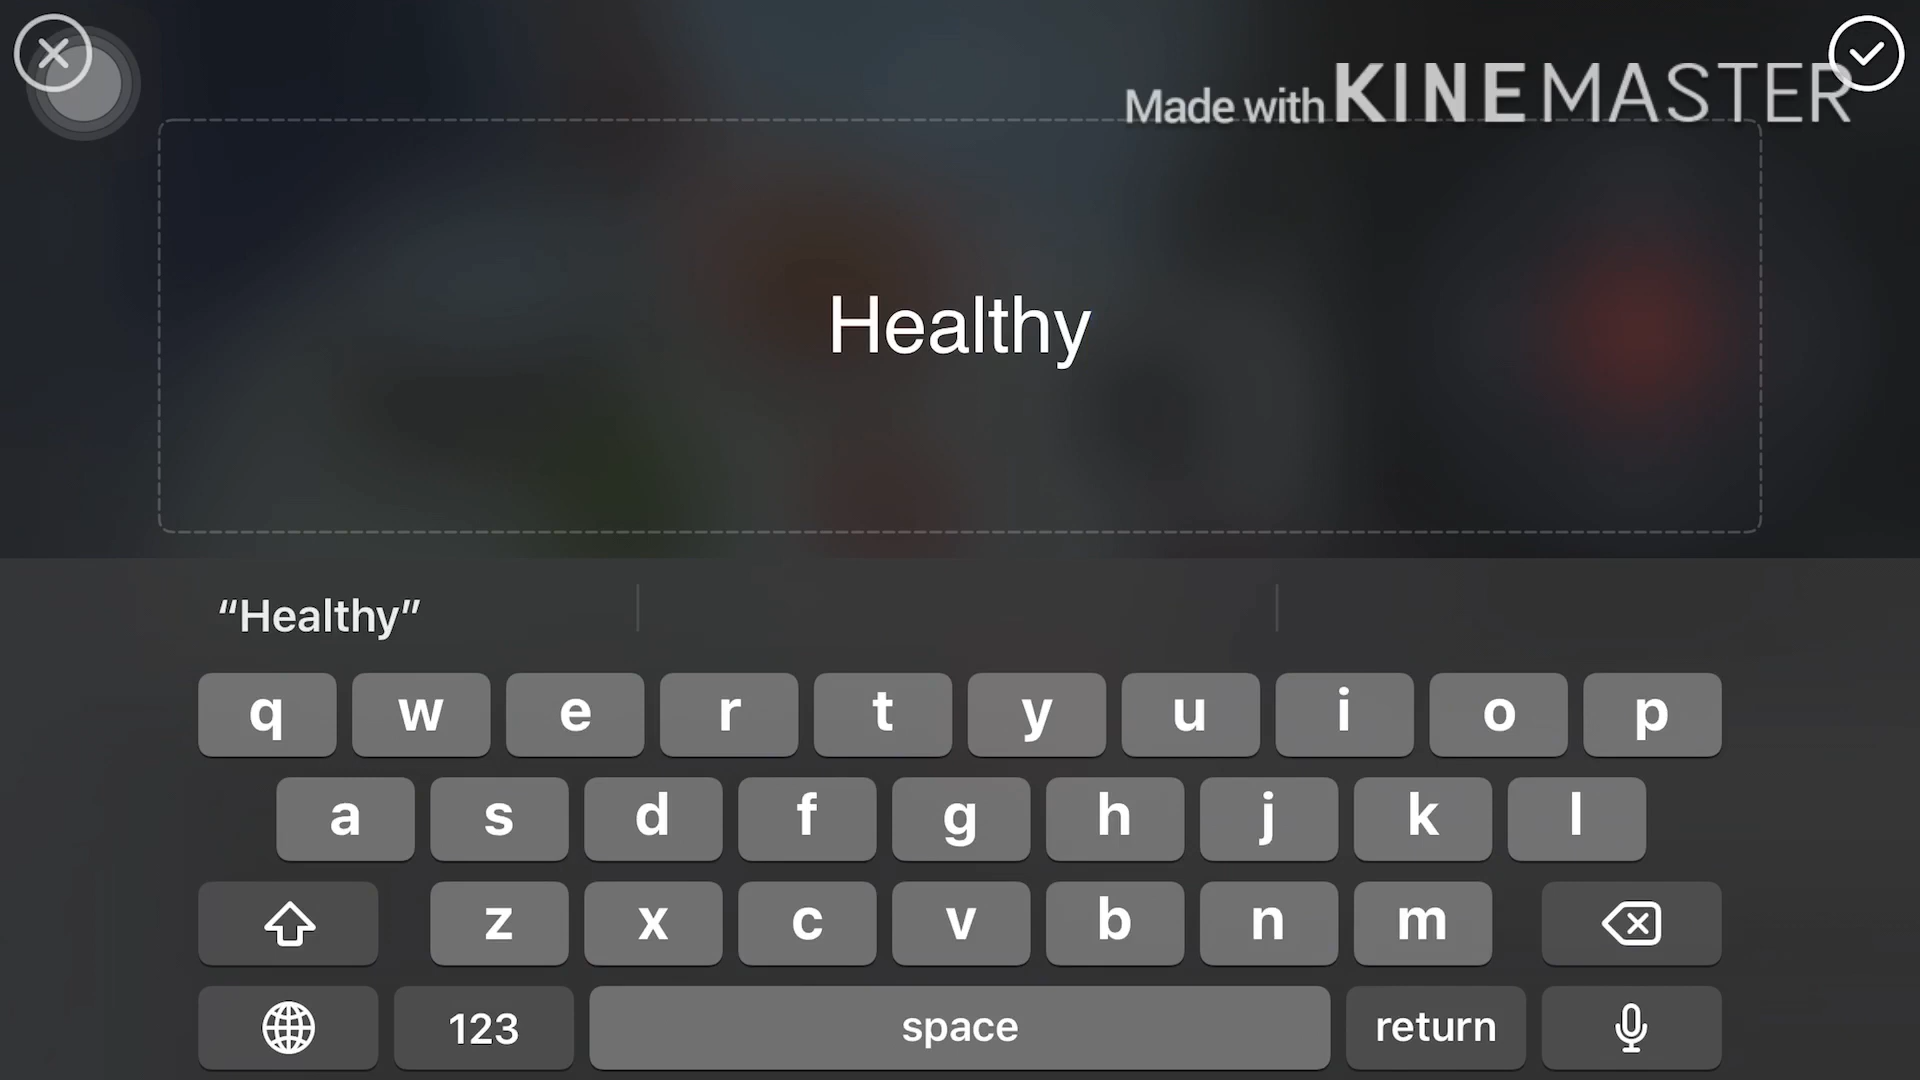 Made with KINEMASTER
Healthy
“Healthy”
q w e r t y u i o p
a s d f g h j k l
z x c v b n m
123 space return